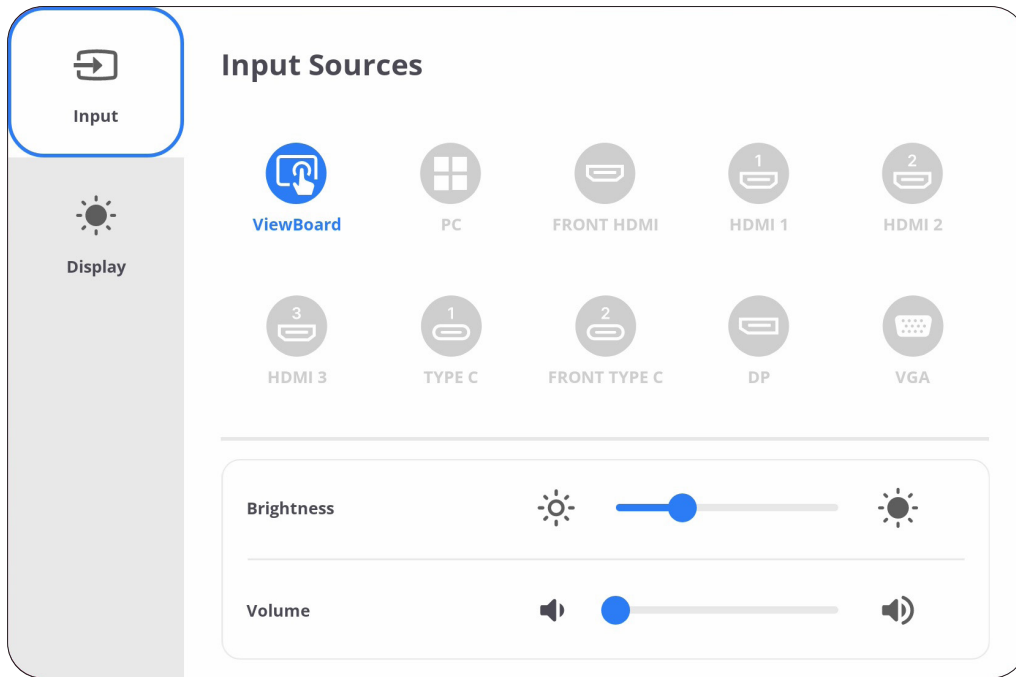 Input
Input Sources
ViewBoard
PC
FRONT HDMI
1
HDMI 1
2
HDMI 2
Display
3
HDMI 3
1
TYPE C
2
FRONT TYPE C
DP
VGA
Brightness
Volume